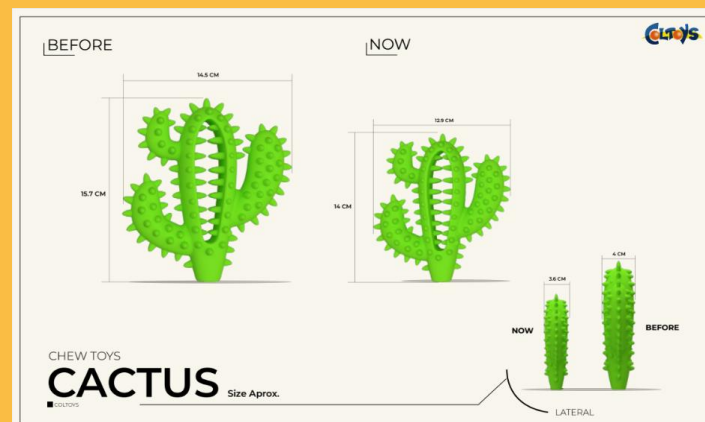 BEFORE
NOW
COLTOYS
14.5 CM
12.9 CM
15.7 CM
14 CM
4 CM
3.6 CM
NOW
BEFORE
CHEW TOYS
CACTUS Size Aprox.
COLTOYS
LATERAL